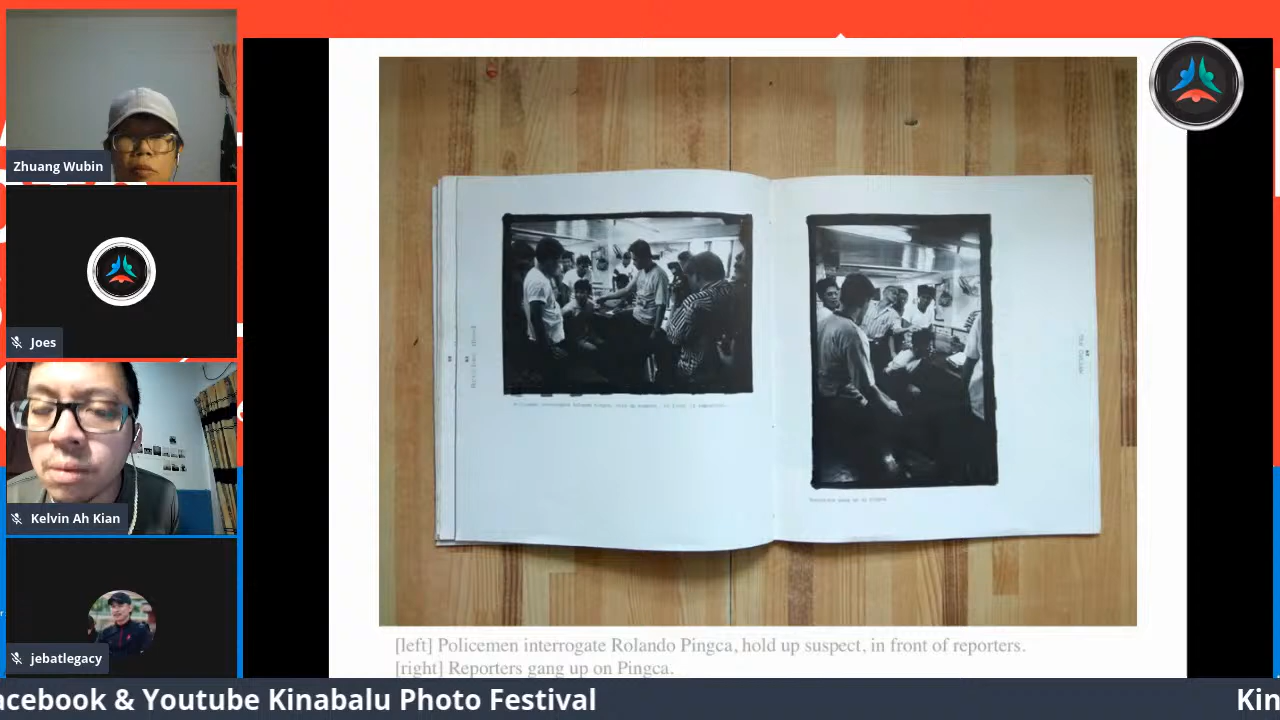 Zhuang Wubin
Joes
Kelvin Ah Kian
jebatlegacy
[left] Policemen interrogate Rolando Pingca, hold up suspect, in front of reporters.
[right] Reporters gang up on Pingca.
acebook & Youtube Kinabalu Photo Festival
Kin